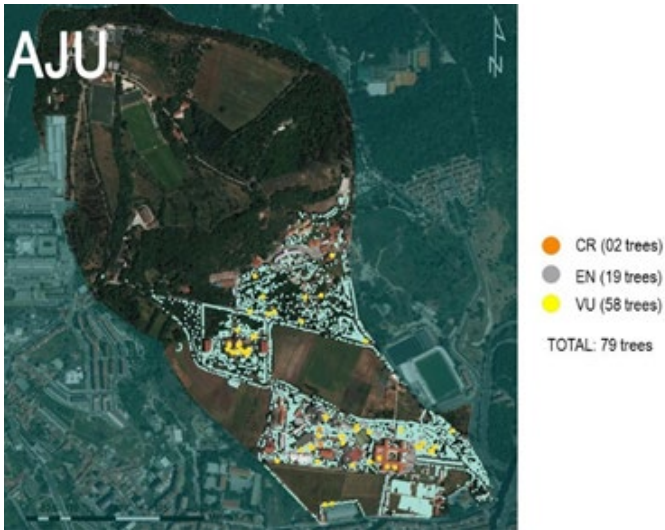 AJU
CR (02 trees)
EN (19 trees)
VU (58 trees)
TOTAL: 79 trees